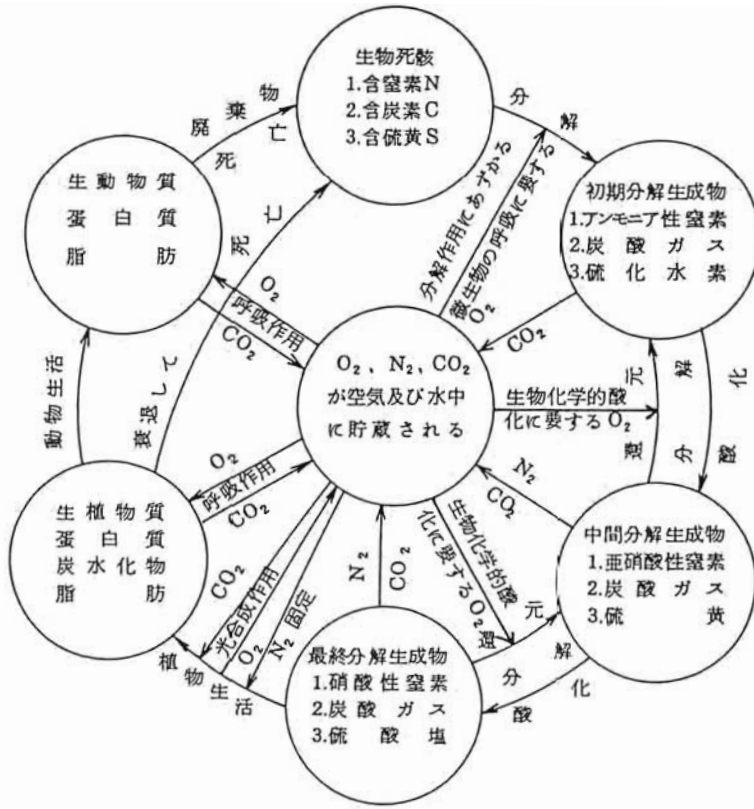 生物死骸
1.含窒素N
2.含炭素C
3.含硫黄S
廃棄物
死亡
分解
生動物質
蛋白質
脂肪
死亡
分解作用にあずかる
微生物の呼吸に要する
O₂
初期分解生成物
1.アンモニア性窒素
2.炭酸ガス
3.硫化水素
O₂
呼吸作用
CO₂
CO₂
O₂、N₂、CO₂
が空気及び水中
に貯蔵される
生物化学的酸
化に要するO₂
還元
分解
酸化
動物生活
衰退して
O₂
呼吸作用
CO₂
N₂
CO₂
生植物質
蛋白質
炭水化物
脂肪
CO₂
光合成作用
O₂
N₂固定
N₂
CO₂
生物化学的酸
化に要するO₂
中間分解生成物
1.亜硝酸性窒素
2.炭酸ガス
3.硫黄
還元
分解
酸化
植物生活
最終分解生成物
1.硝酸性窒素
2.炭酸ガス
3.硫酸塩